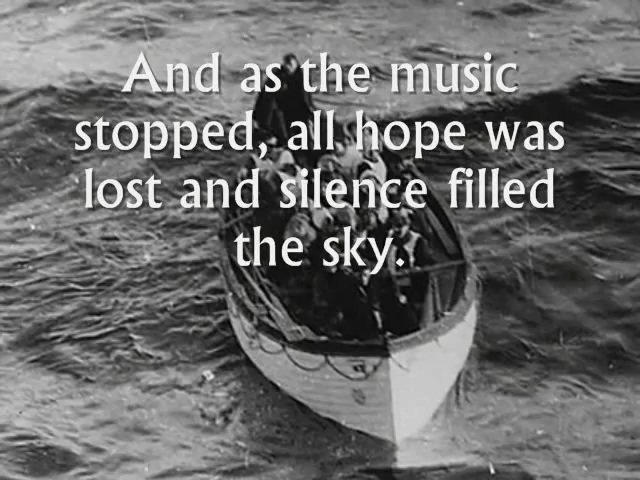 And as the music
stopped, all hope was
lost and silence filled
the sky.